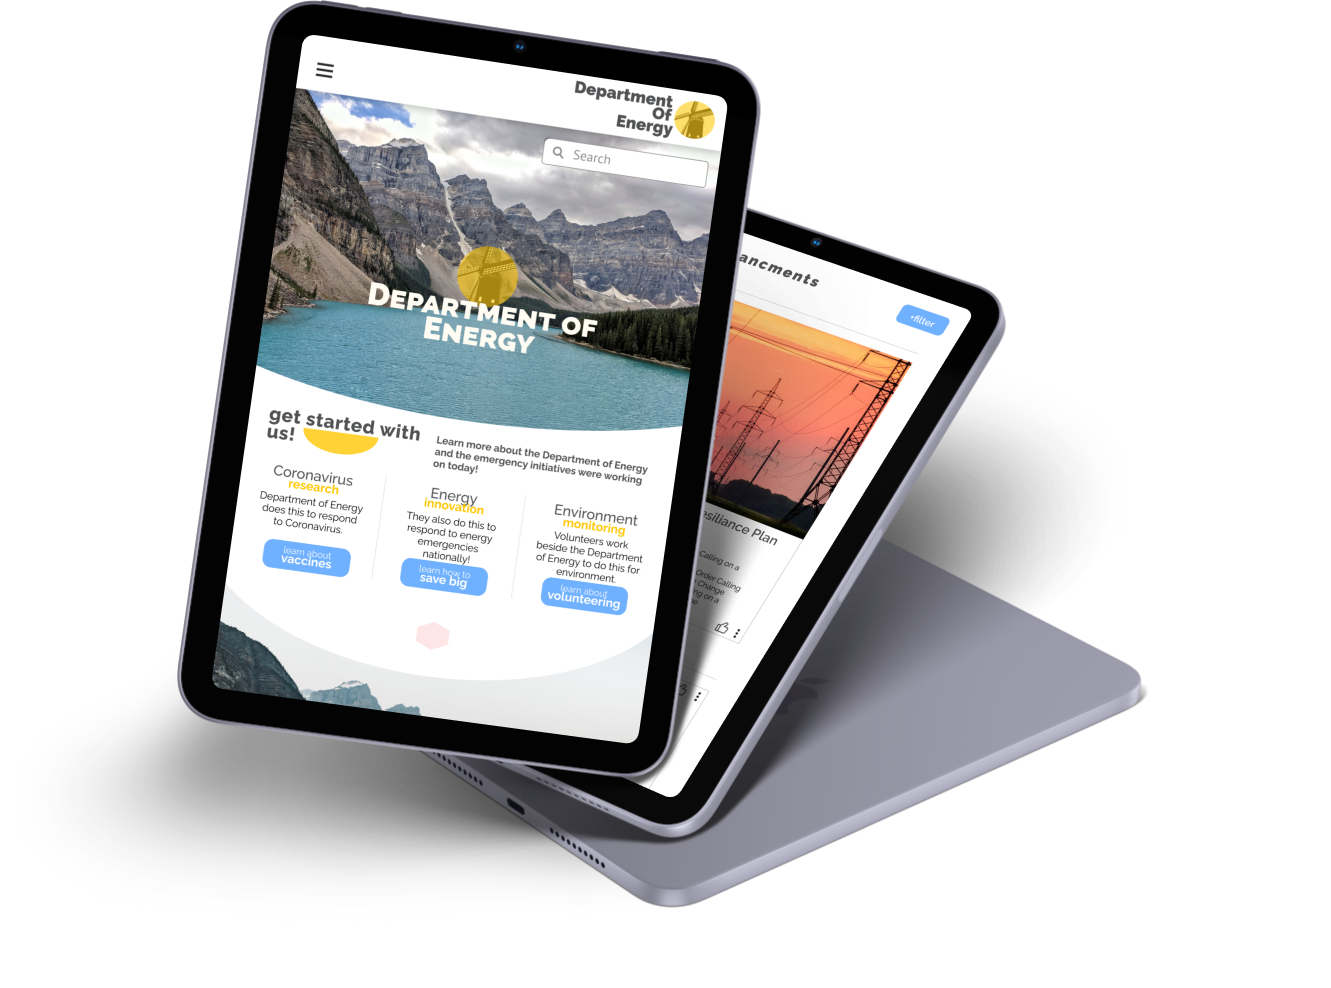 Department
Of
Energy
Search
DEPARTMENT OF
ENERGY
get started with
us!
Learn more about the Department of Energy
and the emergency initiatives were working
on today!
Coronavirus
research
Department of Energy
does this to respond
to Coronavirus.
learn about
vaccines
Energy
innovation
They also do this to
respond to energy
emergencies
nationally!
learn how to
save big
Environment
monitoring
Volunteers work
beside the Department
of Energy to do this for
environment.
learn about
volunteering
ancments
+filter
esiliance Plan
Calling on a
Order Calling
Change
ng on a